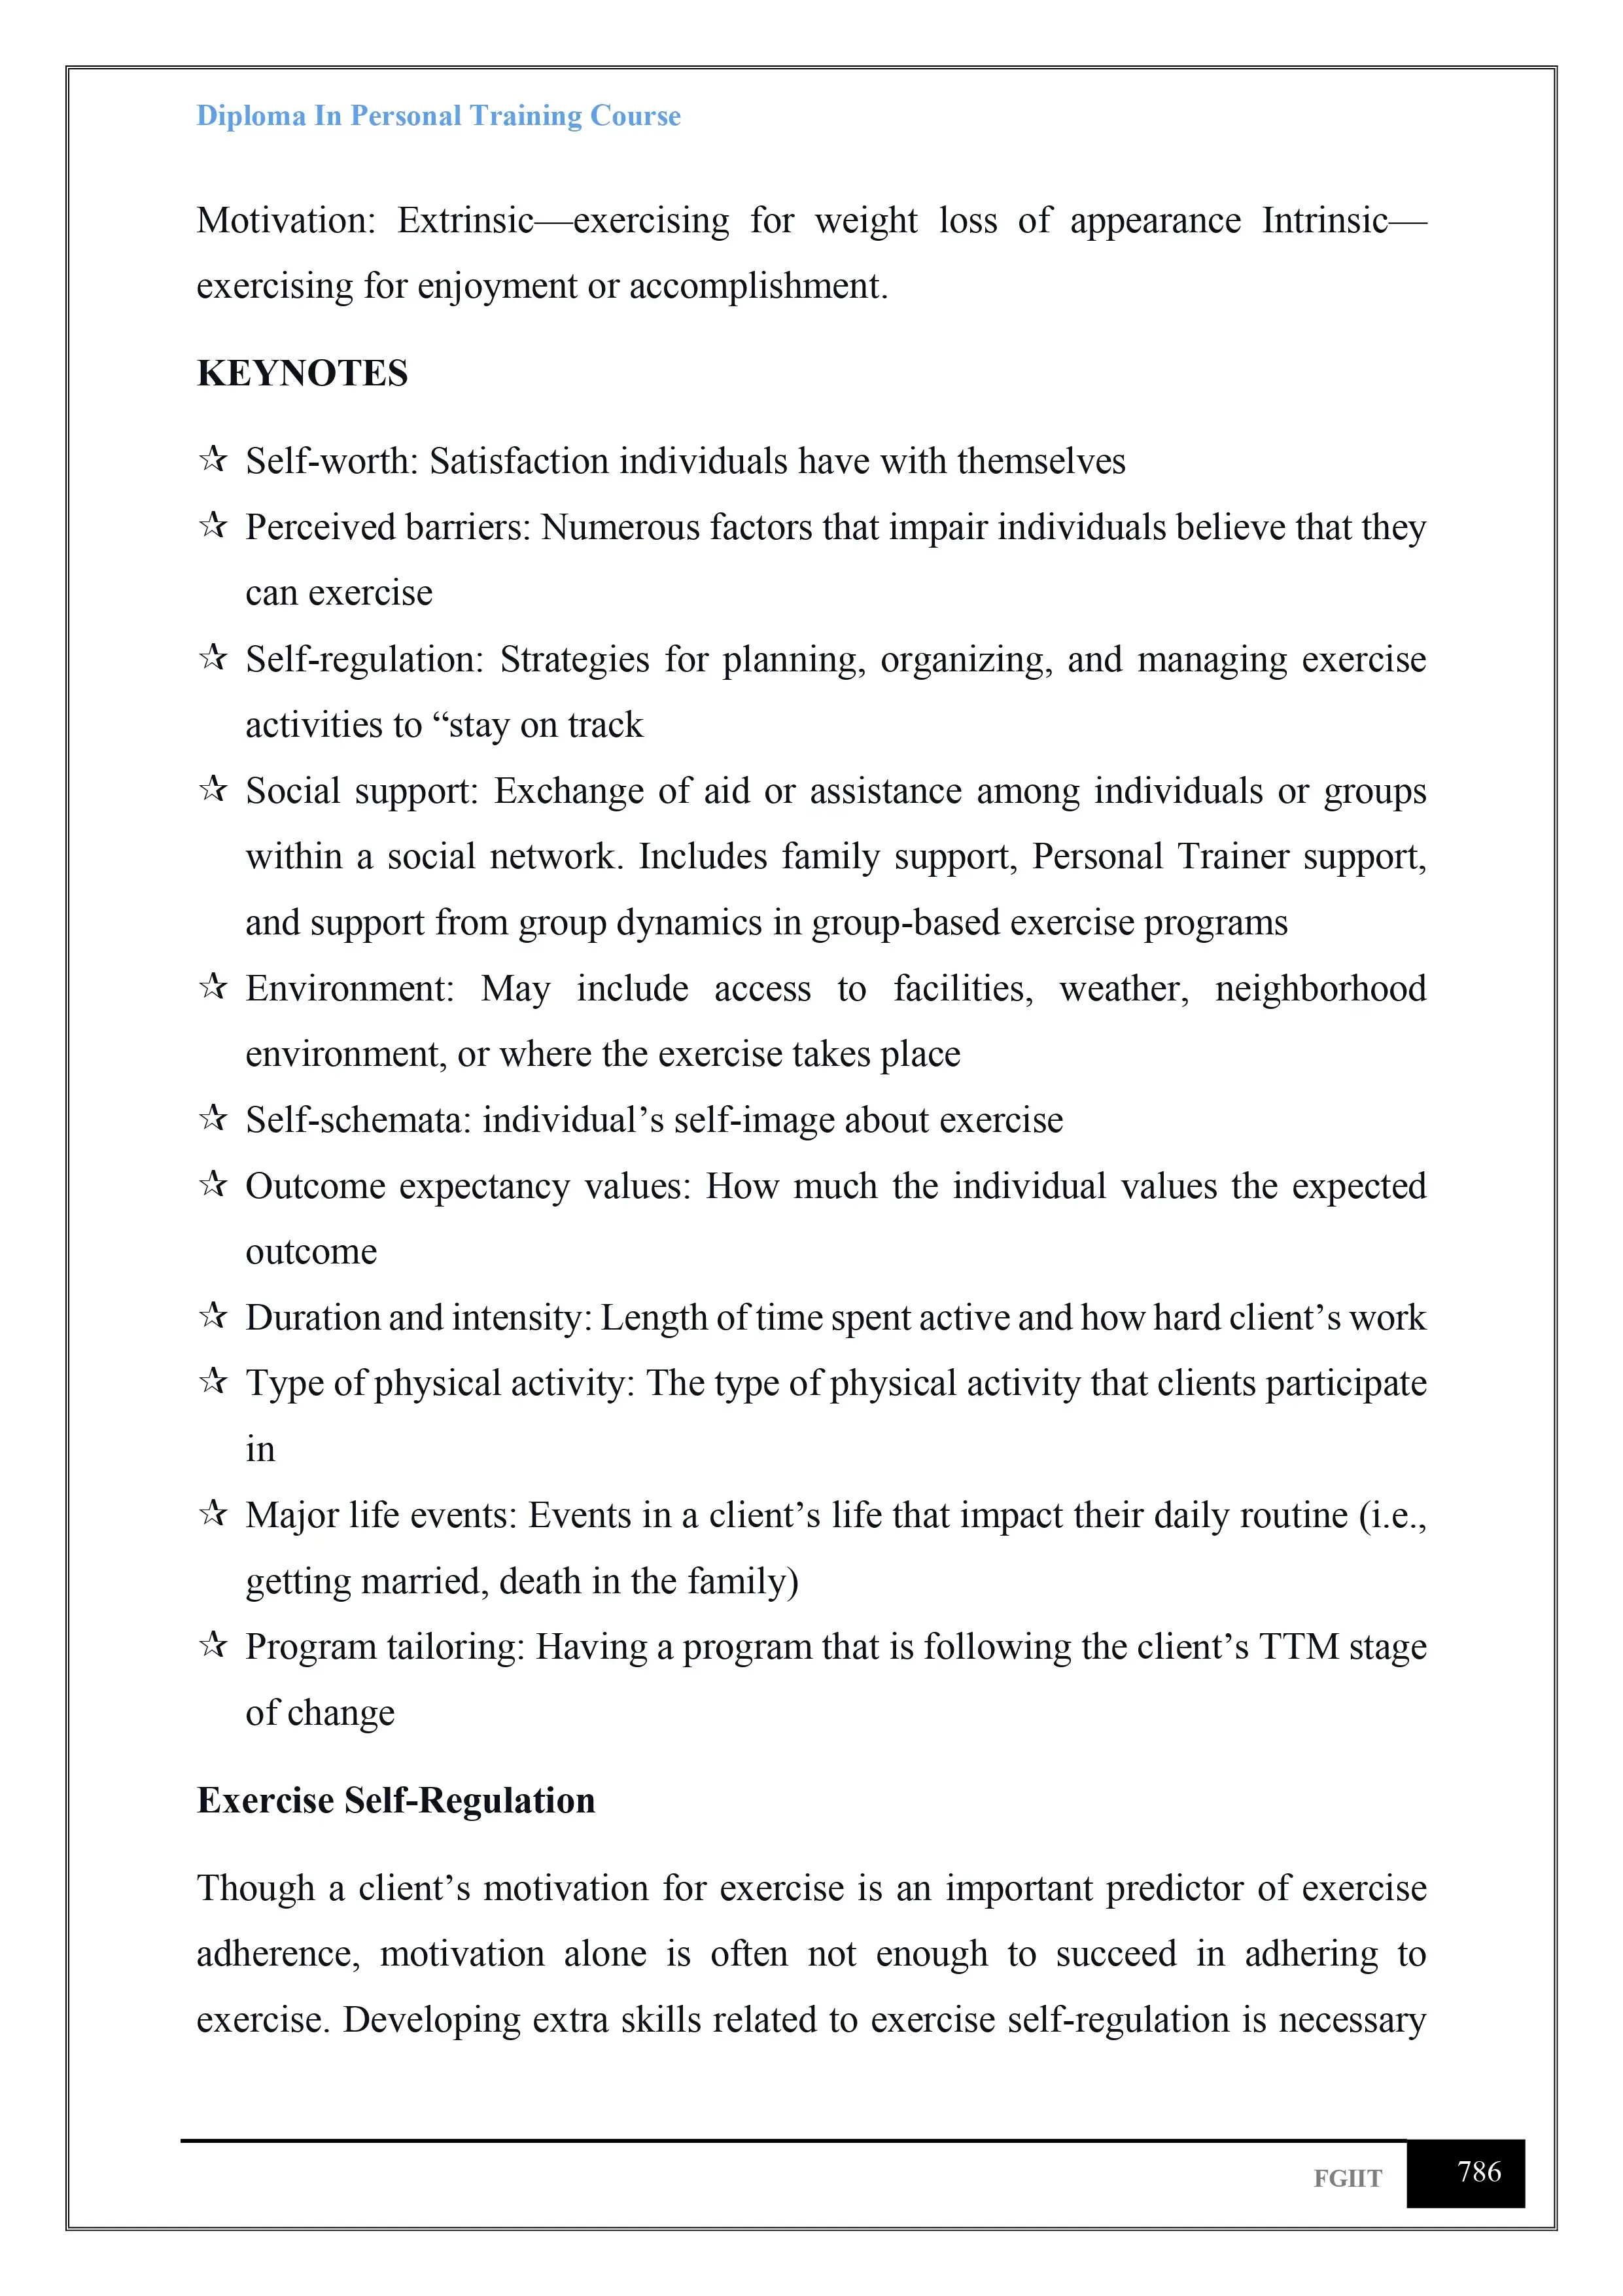 Diploma In Personal Training Course
Motivation: Extrinsic—exercising for weight loss of appearance Intrinsic—
exercising for enjoyment or accomplishment.
KEYNOTES
☆ Self-worth: Satisfaction individuals have with themselves
☆ Perceived barriers: Numerous factors that impair individuals believe that they
can exercise
☆ Self-regulation: Strategies for planning, organizing, and managing exercise
activities to “stay on track
☆ Social support: Exchange of aid or assistance among individuals or groups
within a social network. Includes family support, Personal Trainer support,
and support from group dynamics in group-based exercise programs
☆ Environment: May include access to facilities, weather, neighborhood
environment, or where the exercise takes place
☆ Self-schemata: individual’s self-image about exercise
☆ Outcome expectancy values: How much the individual values the expected
outcome
☆ Duration and intensity: Length of time spent active and how hard client’s work
☆ Type of physical activity: The type of physical activity that clients participate
in
☆ Major life events: Events in a client’s life that impact their daily routine (i.e.,
getting married, death in the family)
☆ Program tailoring: Having a program that is following the client’s TTM stage
of change
Exercise Self-Regulation
Though a client’s motivation for exercise is an important predictor of exercise
adherence, motivation alone is often not enough to succeed in adhering to
exercise. Developing extra skills related to exercise self-regulation is necessary
FGIIT 786